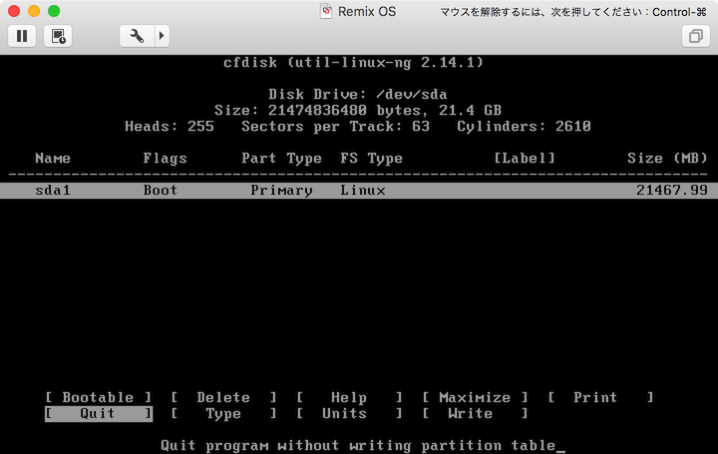 Remix OS
マウスを解除するには、次を押してください：Control-⌘
cfdisk (util-linux-ng 2.14.1)
Disk Drive: /dev/sda
Size: 21474836480 bytes, 21.4 GB
Heads: 255   Sectors per Track: 63   Cylinders: 2610
Name   Flags   Part Type   FS Type   [Label]   Size (MB)
------------------------------------------------------------------------------
sda1   Boot   Primary   Linux   21467.99
[ Bootable ]  [  Delete  ]  [   Help   ]  [ Maximize ]  [  Print   ]
[   Quit   ]  [   Type   ]  [  Units   ]  [  Write   ]
Quit program without writing partition table_